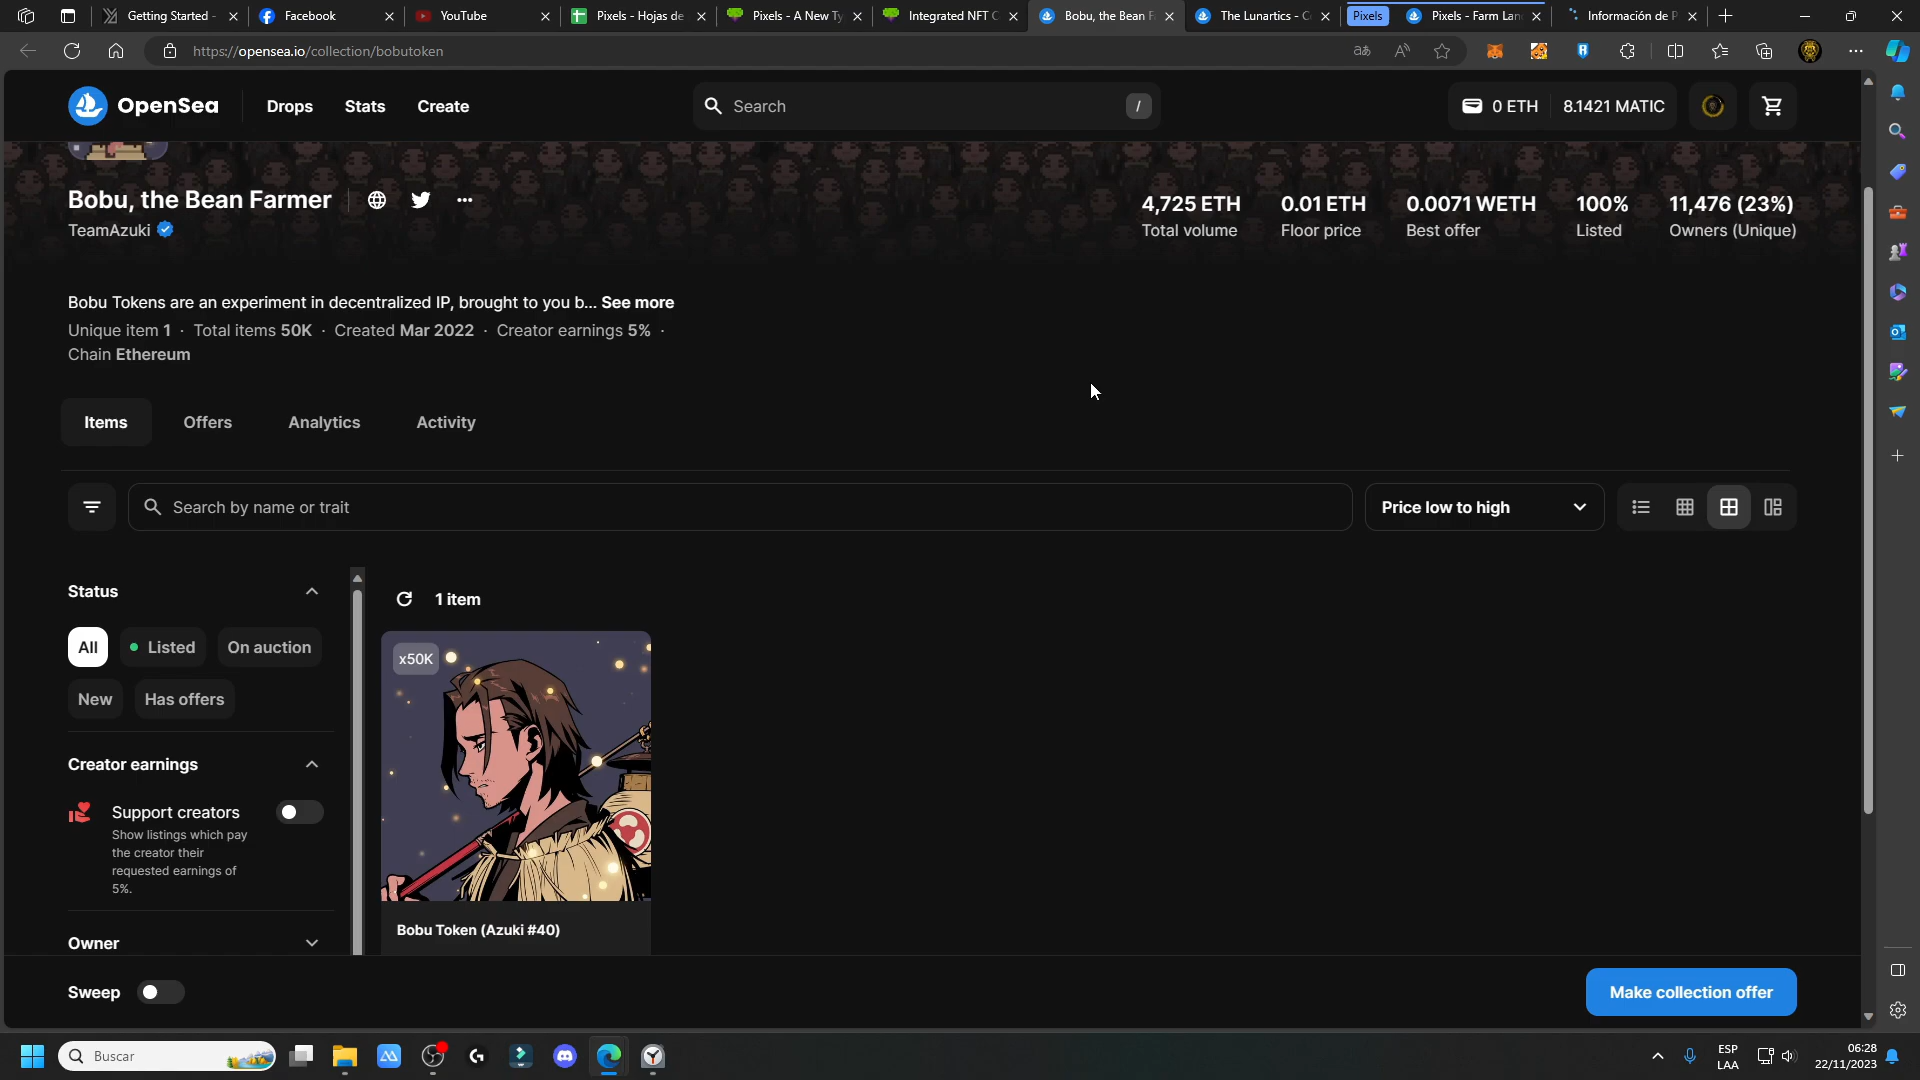 Getting Started -
Facebook
YouTube
Pixels - Hojas de
Pixels - A New Ty
Integrated NFT C
Bobu, the Bean F
The Lunartics - C
Pixels
Pixels - Farm Lan
Información de P
https://opensea.io/collection/bobutoken
OpenSea
Drops
Stats
Create
Search
/
0 ETH
8.1421 MATIC
Bobu, the Bean Farmer
TeamAzuki
4,725 ETH
Total volume
0.01 ETH
Floor price
0.0071 WETH
Best offer
100%
Listed
11,476 (23%)
Owners (Unique)
Bobu Tokens are an experiment in decentralized IP, brought to you b... See more
Unique item 1 · Total items 50K · Created Mar 2022 · Creator earnings 5% ·
Chain Ethereum
Items
Offers
Analytics
Activity
Search by name or trait
Price low to high
Status
All
Listed
On auction
New
Has offers
Creator earnings
Support creators
Show listings which pay
the creator their
requested earnings of
5%.
Owner
1 item
x50K
Bobu Token (Azuki #40)
Sweep
Make collection offer
Buscar
ESP
LAA
06:28
22/11/2023